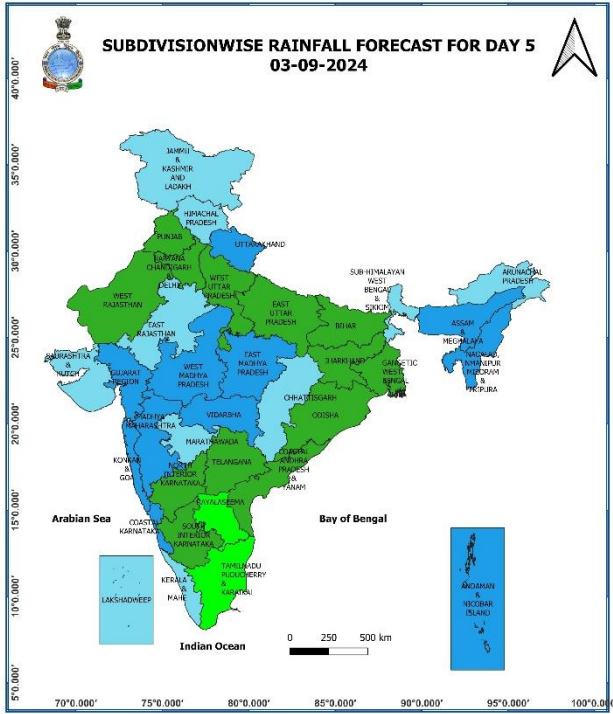 SUBDIVISIONWISE RAINFALL FORECAST FOR DAY 5
03-09-2024
40°0.000'
35°0.000'
30°0.000'
25°0.000'
20°0.000'
15°0.000'
10°0.000'
5°0.000'
JAMMU
&
KASHMIR
AND
LADAKH
HIMACHAL
PRADESH
PUNJAB
UTTARAKHAND
HARYANA
CHANDIGARH
&
DELHI
WEST
UTTAR
PRADESH
WEST
RAJASTHAN
EAST
RAJASTHAN
EAST
UTTAR
PRADESH
BIHAR
SUB-HIMALAYAN
WEST
BENGAL
&
SIKKIM
ARUNACHAL
PRADESH
ASSAM
&
MEGHALAYA
NAGALAD,
MANIPUR
MIZORAM
&
TRIPURA
SAURASHTRA
&
KUTCH
GUJARAT
REGION
WEST
MADHYA
PRADESH
EAST
MADHYA
PRADESH
JHARKHAND
GANGETIC
WEST
BENGAL
CHHATTISGARH
ODISHA
VIDARBHA
MADHYA
MAHARASHTRA
MARATHAWADA
KONKAN
&
GOA
NORTH
INTERIOR
KARNATAKA
TELANGANA
COASTAL
ANDHRA
PRADESH
&
YANAM
RAYALASEEMA
COASTAL
KARNATAKA
SOUTH
INTERIOR
KARNATAKA
TAMILNADU
PUDUCHERRY
&
KARAIKAL
KERALA
&
MAHE
LAKSHADWEEP
ANDAMAN
&
NICOBAR
ISLAND
Arabian Sea
Bay of Bengal
Indian Ocean
0 250 500 km
70°0.000' 75°0.000' 80°0.000' 85°0.000' 90°0.000' 95°0.000'